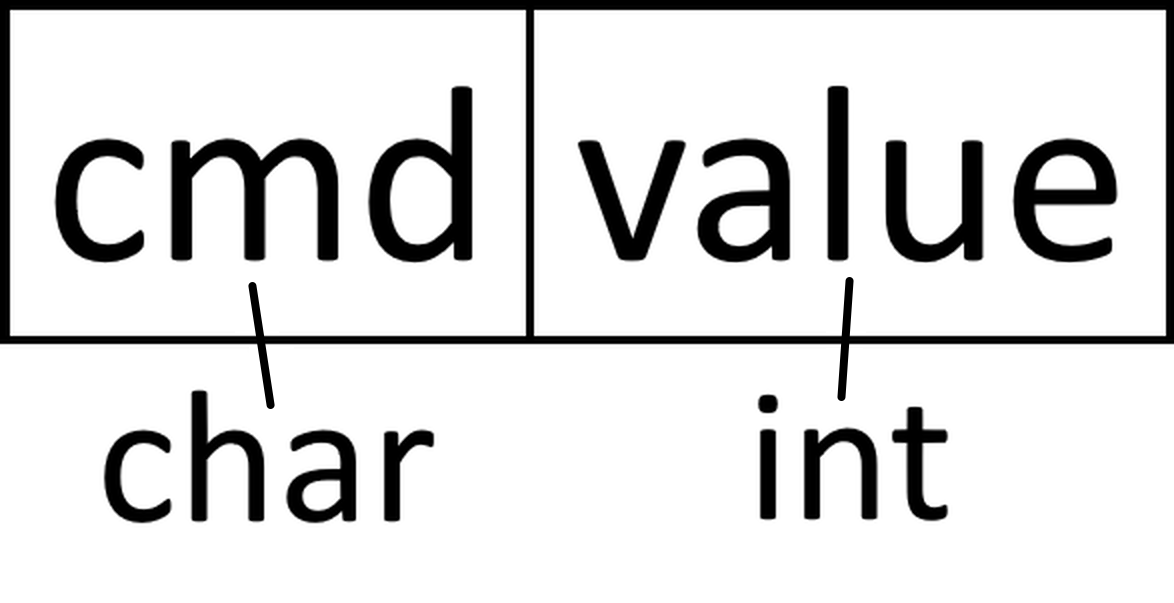 cmd value
char int